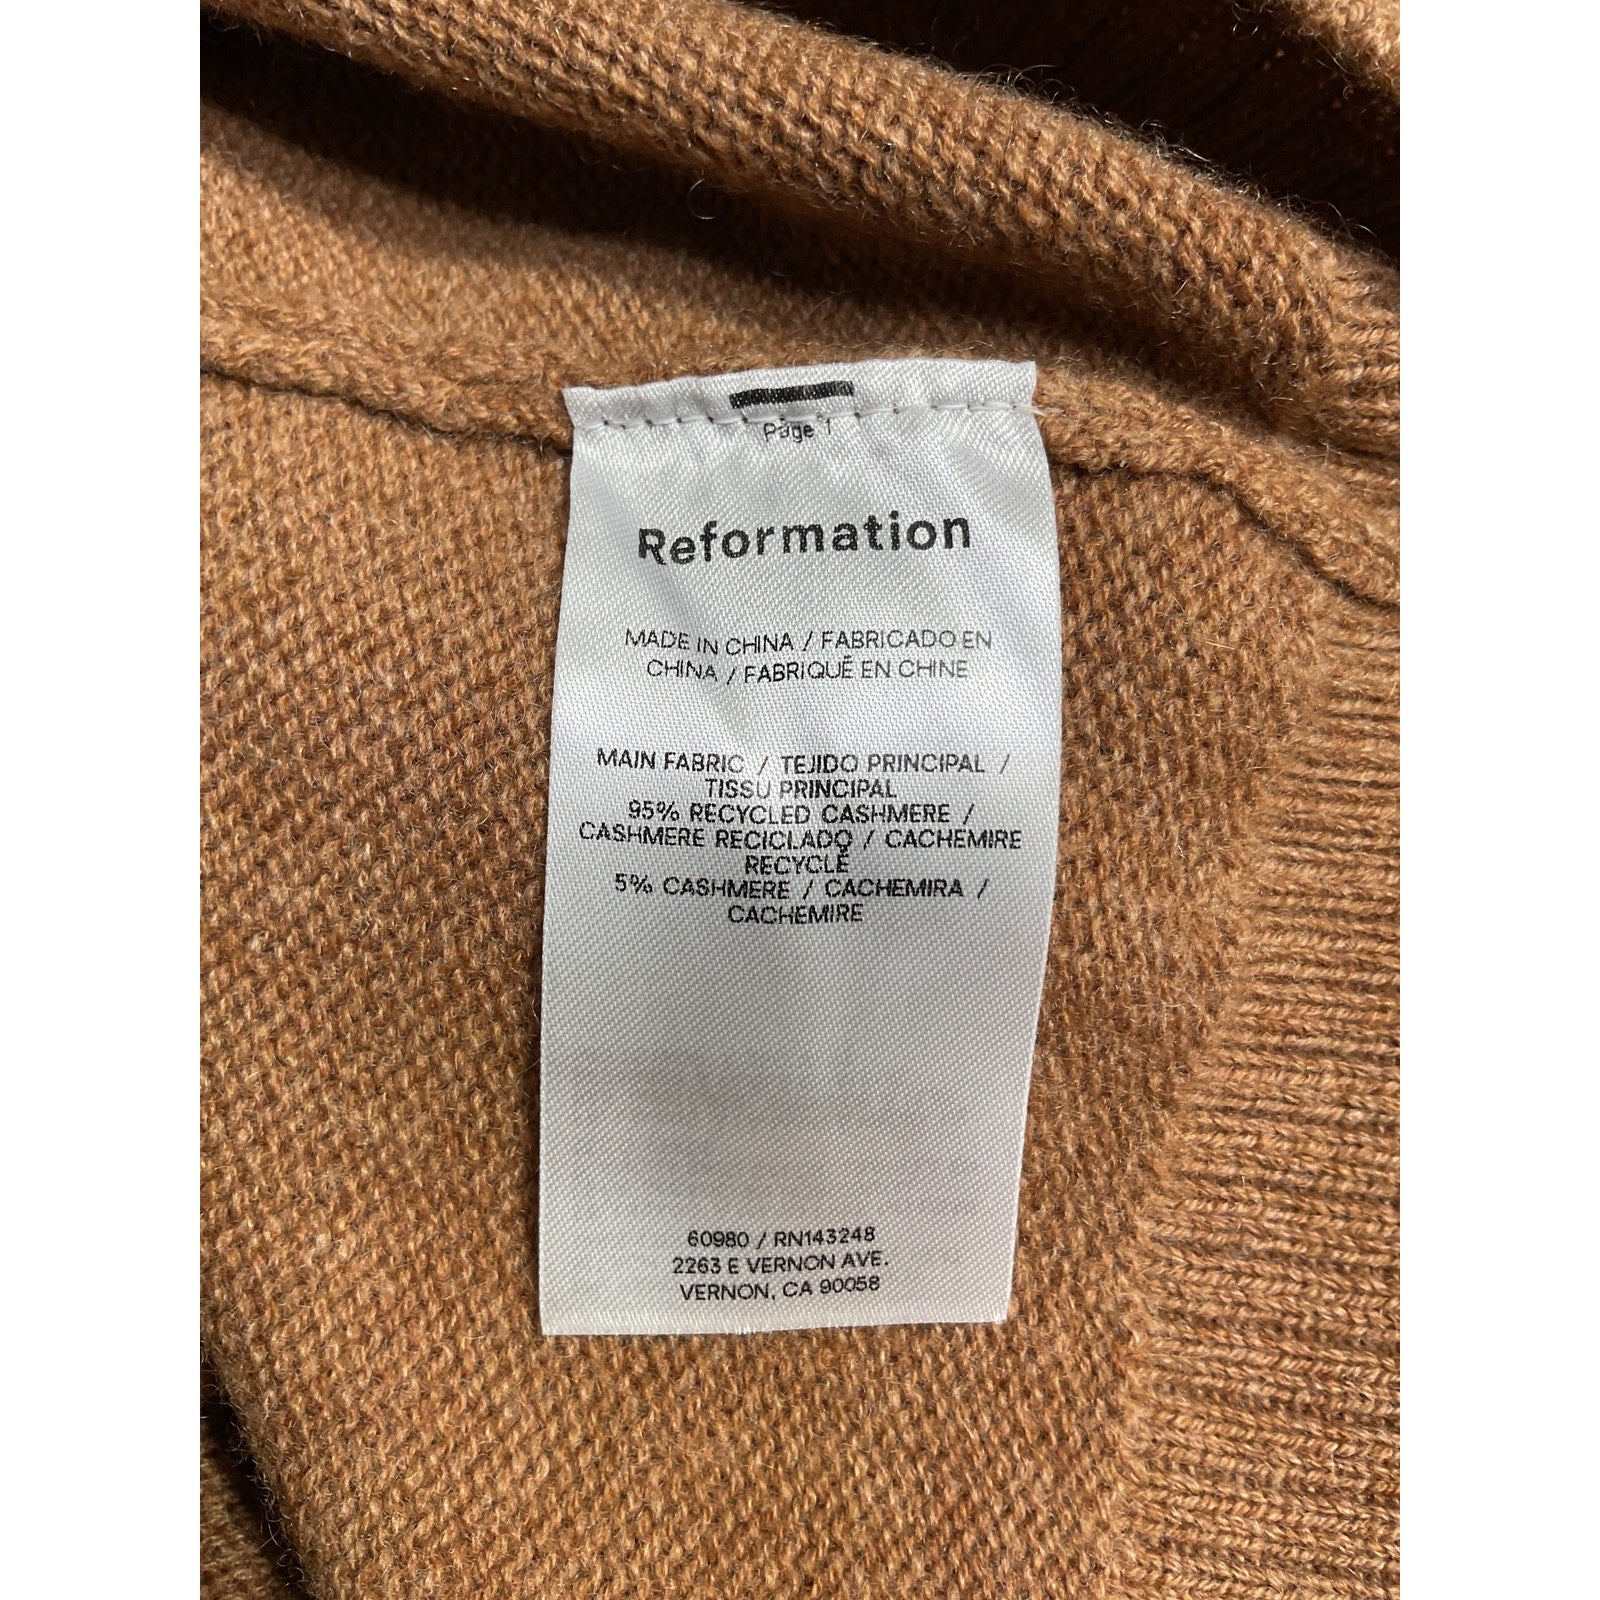 Page 1
Reformation
MADE IN CHINA / FABRICADO EN
CHINA / FABRIQUÉ EN CHINE
MAIN FABRIC / TEJIDO PRINCIPAL /
TISSU PRINCIPAL
95% RECYCLED CASHMERE /
CASHMERE RECICLADO / CACHEMIRE
RECYCLÉ
5% CASHMERE / CACHEMIRA /
CACHEMIRE
60980 / RN143248
2263 E VERNON AVE.
VERNON, CA 90058